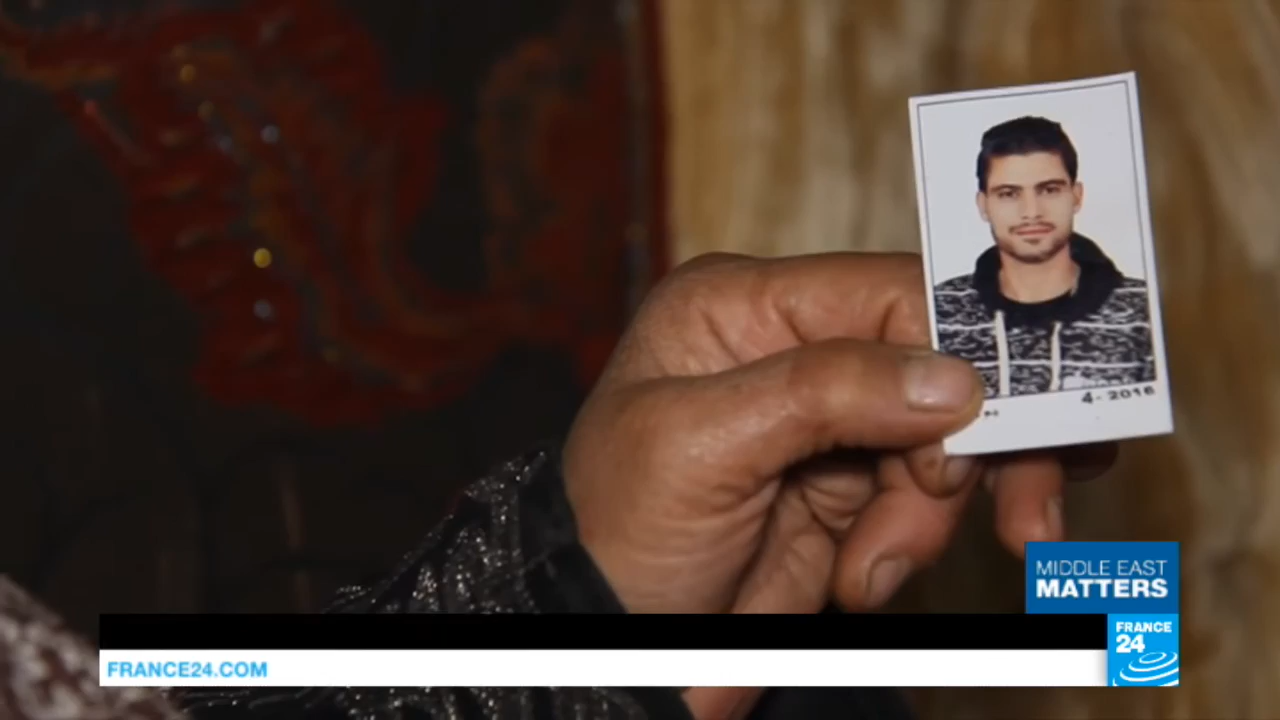 4-2016
MIDDLE EAST
MATTERS
FRANCE
24
FRANCE24.COM